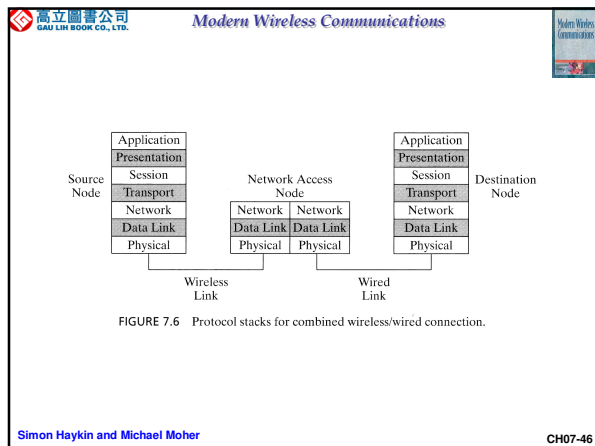 高立圖書公司
GAU LIH BOOK CO., LTD.
Modern Wireless Communications
Modern Wireless
Communications
Application
Presentation
Session
Transport
Network
Data Link
Physical
Source
Node
Network Access
Node
Network Network
Data Link Data Link
Physical Physical
Application
Presentation
Session
Transport
Network
Data Link
Physical
Destination
Node
Wireless
Link
Wired
Link
FIGURE 7.6 Protocol stacks for combined wireless/wired connection.
Simon Haykin and Michael Moher
CH07-46